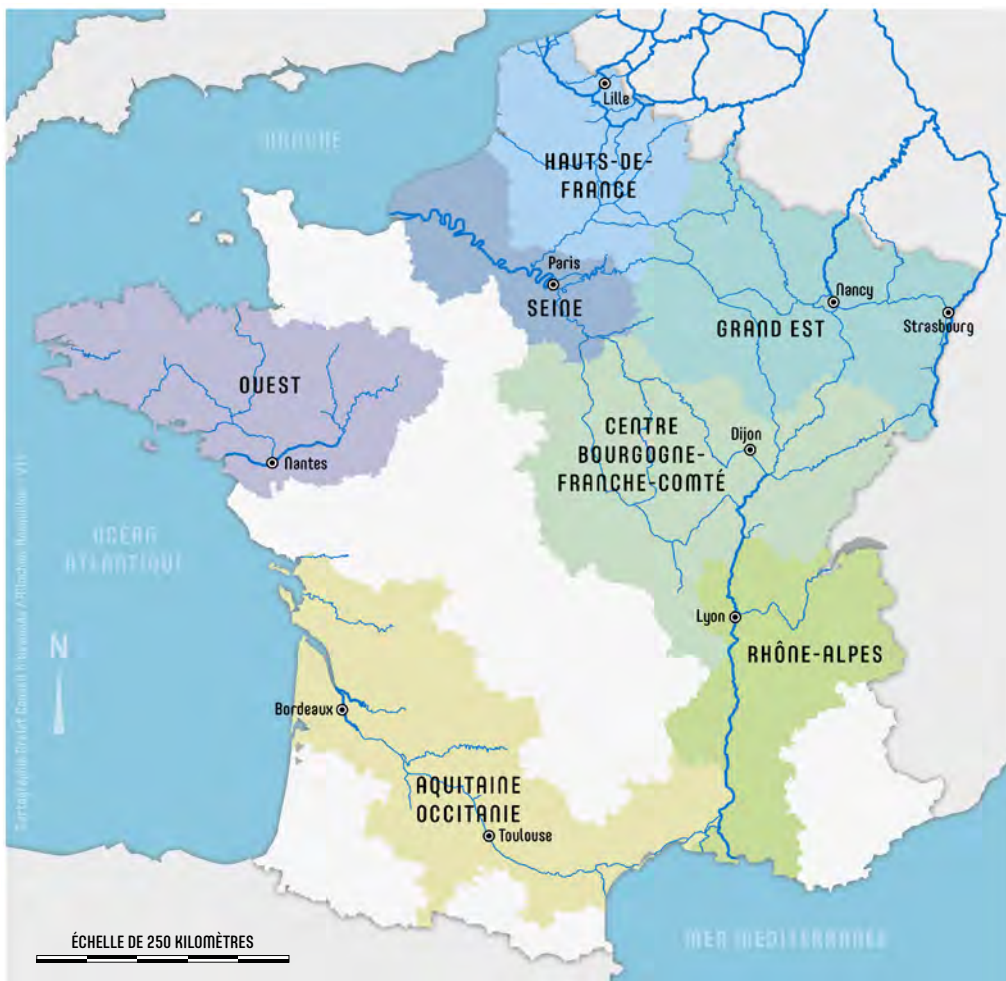 Lille
MANCHE
HAUTS-DE-
FRANCE
Paris
SEINE
Nancy
GRAND EST
Strasbourg
OUEST
Nantes
CENTRE
BOURGOGNE-
FRANCHE-COMTÉ
Dijon
OCÉAN
ATLANTIQUE
Lyon
RHÔNE-ALPES
N
Bordeaux
AQUITAINE
OCCITANIE
Toulouse
ÉCHELLE DE 250 KILOMÈTRES
MER MÉDITERRANÉE